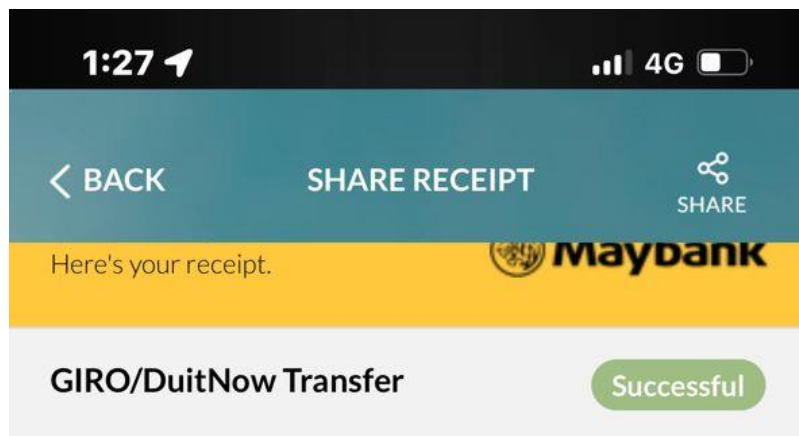 1:27 4G
BACK SHARE RECEIPT SHARE
Here's your receipt. Maybank
GIRO/DuitNow Transfer Successful